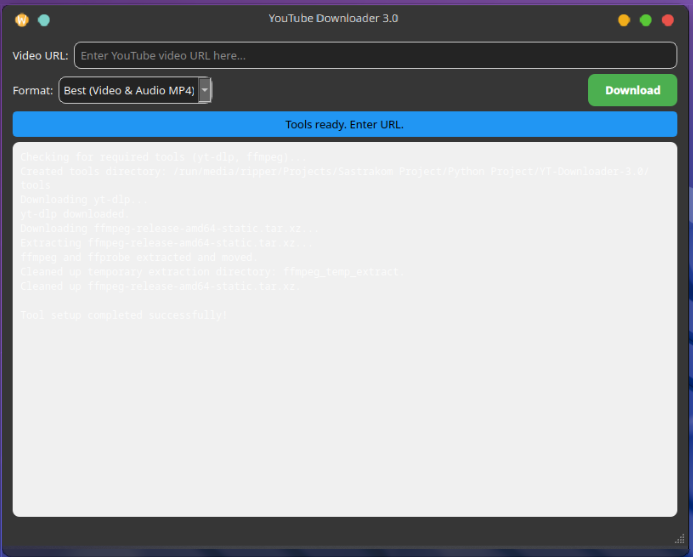 YouTube Downloader 3.0
Video URL: Enter YouTube video URL here...
Format: Best (Video & Audio MP4) Download
Tools ready. Enter URL.
Checking for required tools (yt-dlp, ffmpeg)
Created tools directory: /run/media/zipper/Projects/ Project/Python Project/YT-Downloader-3.0/
tools
Downloading yt-dlp
yt-dlp downloaded.
Downloading ffmpeg-release-amd64-static.tar.xz...
Extracting ffmpeg-release-amd64-static.tar.xz...
ffmpeg and ffprobe extracted and moved.
Cleaned up temporary extraction directory: ffmpeg_temp_extract
Cleaned up ffmpeg-release-amd64-static.tar.xz
Tool setup completed successfully!